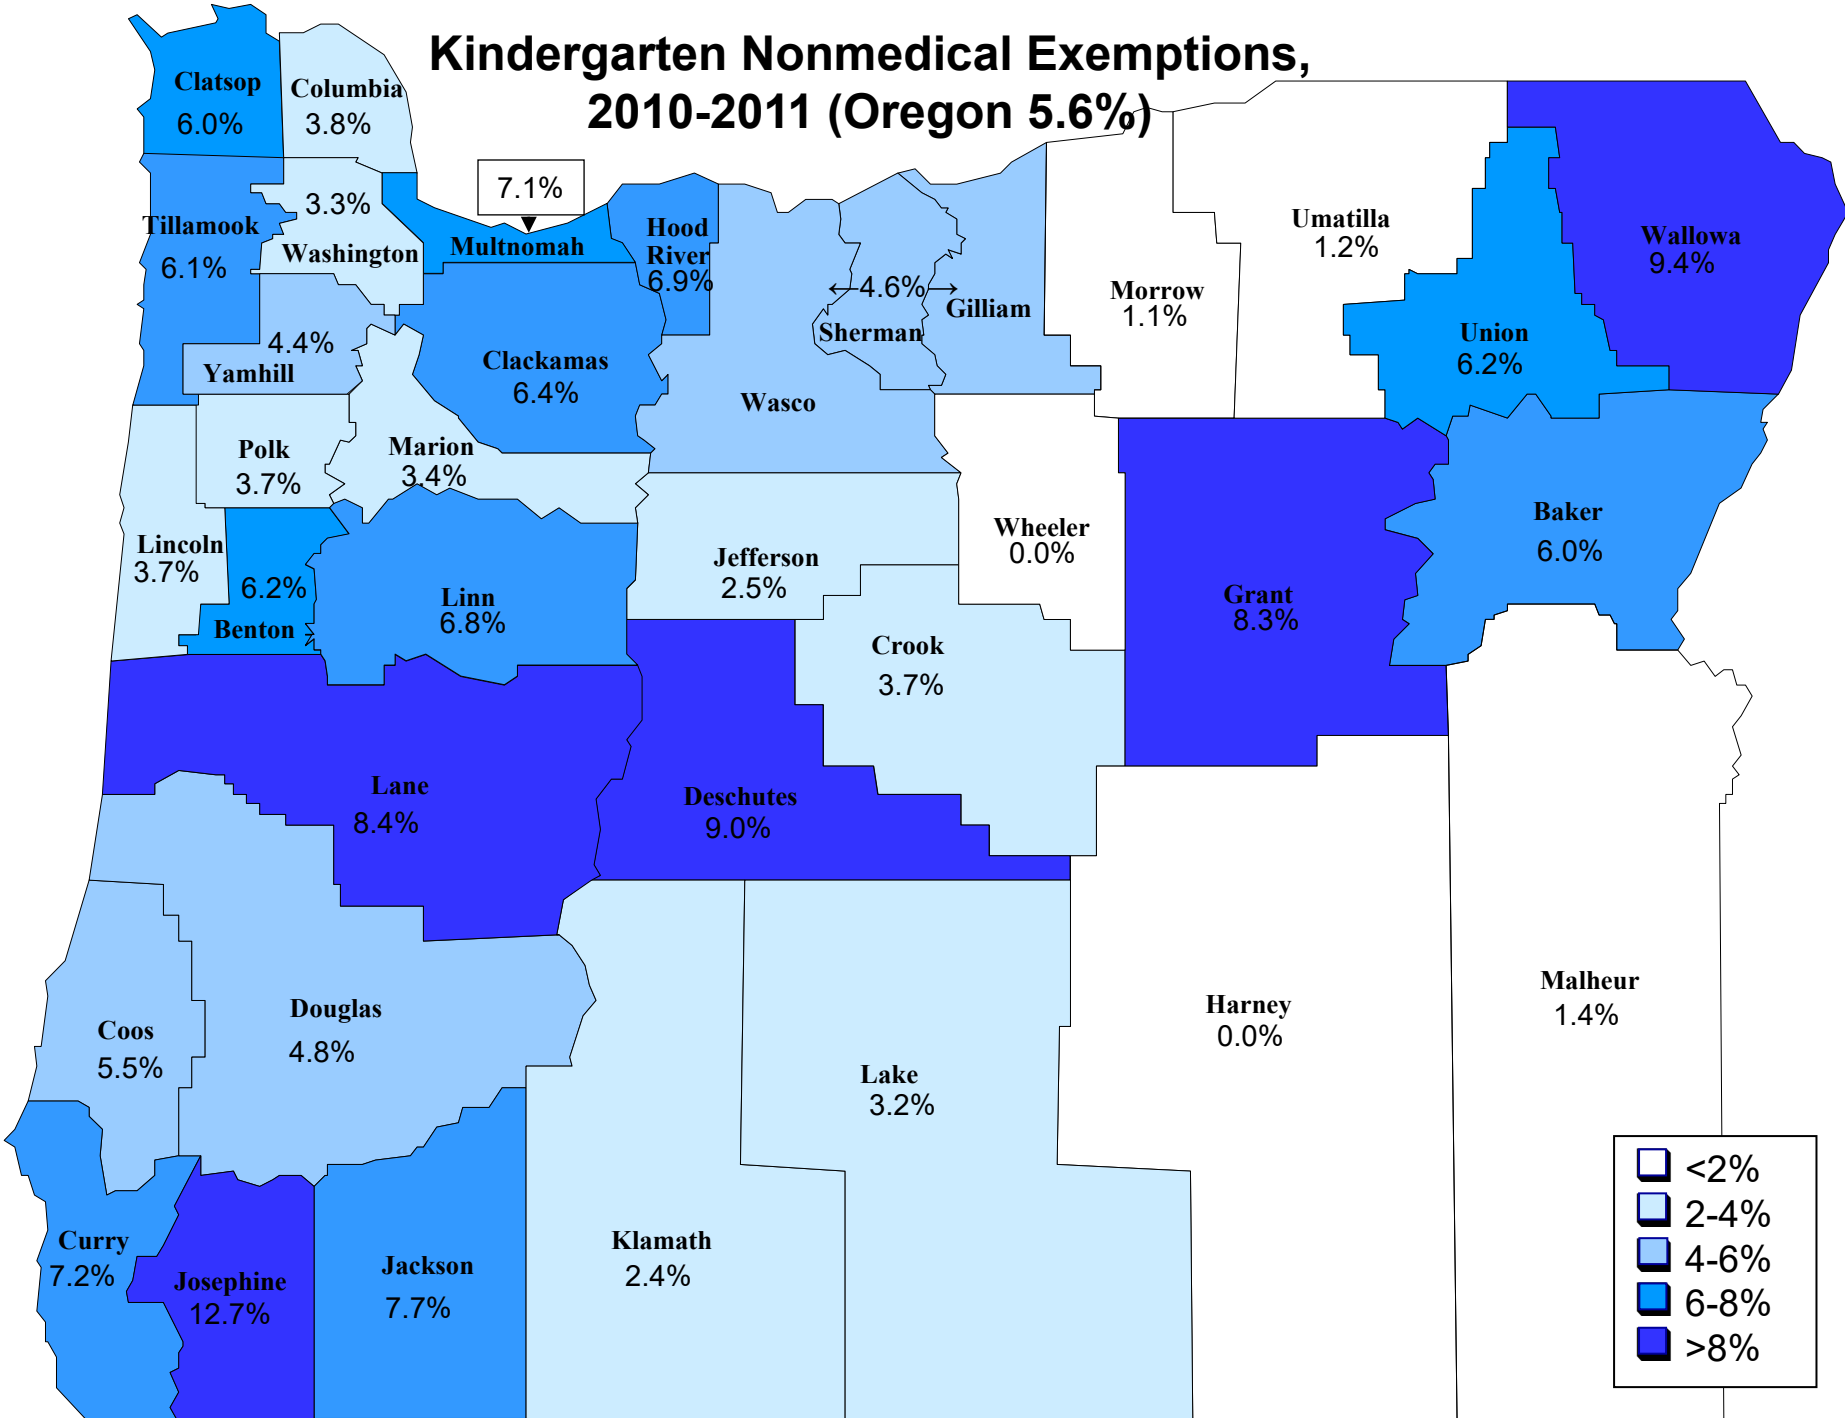 Kindergarten Nonmedical Exemptions,
2010-2011 (Oregon 5.6%)
Clatsop
6.0%
Columbia
3.8%
Tillamook
6.1%
3.3%
Washington
7.1%
Multnomah
Hood
River
6.9%
4.6%
Sherman
Gilliam
Wasco
Morrow
1.1%
Umatilla
1.2%
Wallowa
9.4%
Union
6.2%
4.4%
Yamhill
Clackamas
6.4%
Polk
3.7%
Marion
3.4%
Lincoln
3.7%
6.2%
Benton
Linn
6.8%
Jefferson
2.5%
Wheeler
0.0%
Grant
8.3%
Baker
6.0%
Crook
3.7%
Lane
8.4%
Deschutes
9.0%
Coos
5.5%
Douglas
4.8%
Harney
0.0%
Malheur
1.4%
Lake
3.2%
Curry
7.2%
Josephine
12.7%
Jackson
7.7%
Klamath
2.4%
<2%
2-4%
4-6%
6-8%
>8%